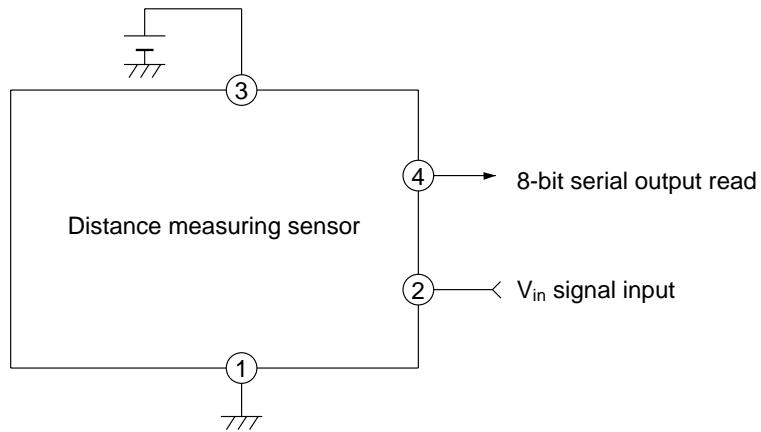 3
4
8-bit serial output read
Distance measuring sensor
2
Vin signal input
1